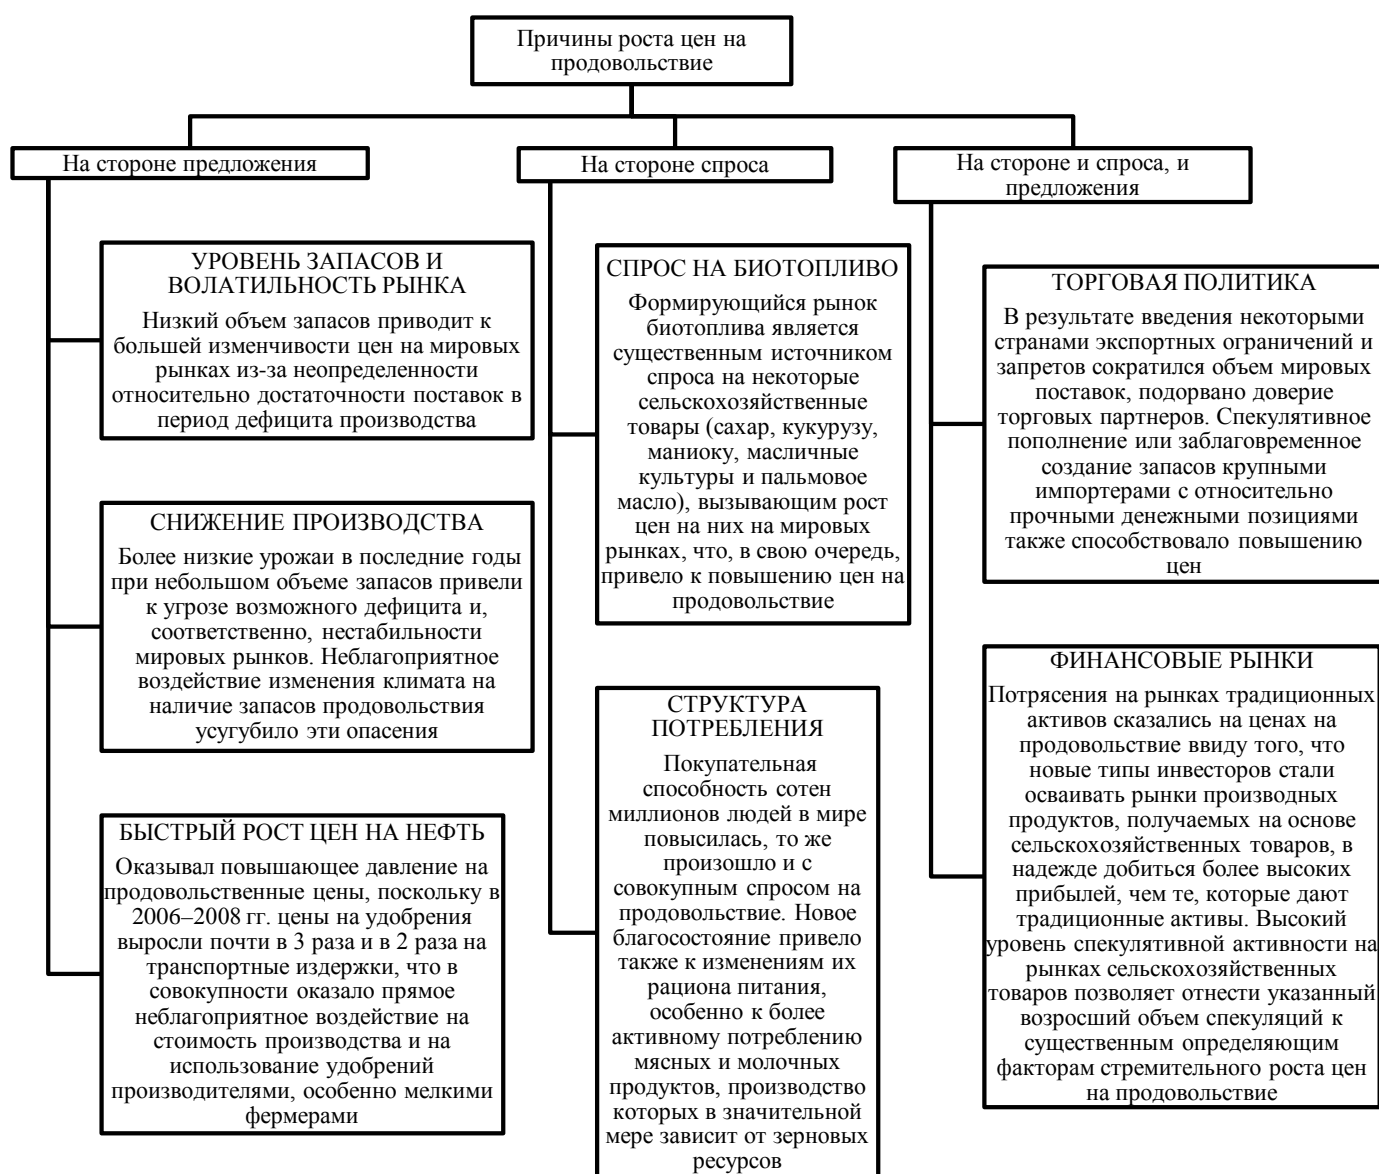 Причины роста цен на
продовольствие
На стороне предложения
УРОВЕНЬ ЗАПАСОВ И
ВОЛАТИЛЬНОСТЬ РЫНКА
Низкий объем запасов приводит к
большей изменчивости цен на мировых
рынках из-за неопределенности
относительно достаточности поставок в
период дефицита производства
СНИЖЕНИЕ ПРОИЗВОДСТВА
Более низкие урожаи в последние годы
при небольшом объеме запасов привели
к угрозе возможного дефицита и,
соответственно, нестабильности
мировых рынков. Неблагоприятное
воздействие изменения климата на
наличие запасов продовольствия
усугубило эти опасения
БЫСТРЫЙ РОСТ ЦЕН НА НЕФТЬ
Оказывал повышающее давление на
продовольственные цены, поскольку в
2006–2008 гг. цены на удобрения
выросли почти в 3 раза и в 2 раза на
транспортные издержки, что в
совокупности оказало прямое
неблагоприятное воздействие на
стоимость производства и на
использование удобрений
производителями, особенно мелкими
фермерами
На стороне спроса
СПРОС НА БИОТОПЛИВО
Формирующийся рынок
биотоплива является
существенным источником
спроса на некоторые
сельскохозяйственные
товары (сахар, кукурузу,
маниоку, масличные
культуры и пальмовое
масло), вызывающим рост
цен на них на мировых
рынках, что, в свою очередь,
привело к повышению цен на
продовольствие
СТРУКТУРА
ПОТРЕБЛЕНИЯ
Покупательная
способность сотен
миллионов людей в мире
повысилась, то же
произошло и с
совокупным спросом на
продовольствие. Новое
благосостояние привело
также к изменениям их
рациона питания,
особенно к более
активному потреблению
мясных и молочных
продуктов, производство
которых в значительной
мере зависит от зерновых
ресурсов
На стороне и спроса, и
предложения
ТОРГОВАЯ ПОЛИТИКА
В результате введения некоторыми
странами экспортных ограничений и
запретов сократился объем мировых
поставок, подорвано доверие
торговых партнеров. Спекулятивное
пополнение или заблаговременное
создание запасов крупными
импортерами с относительно
прочными денежными позициями
также способствовало повышению
цен
ФИНАНСОВЫЕ РЫНКИ
Потрясения на рынках традиционных
активов сказались на ценах на
продовольствие ввиду того, что
новые типы инвесторов стали
осваивать рынки производных
продуктов, получаемых на основе
сельскохозяйственных товаров, в
надежде добиться более высоких
прибылей, чем те, которые дают
традиционные активы. Высокий
уровень спекулятивной активности на
рынках сельскохозяйственных
товаров позволяет отнести указанный
возросший объем спекуляций к
существенным определяющим
факторам стремительного роста цен
на продовольствие